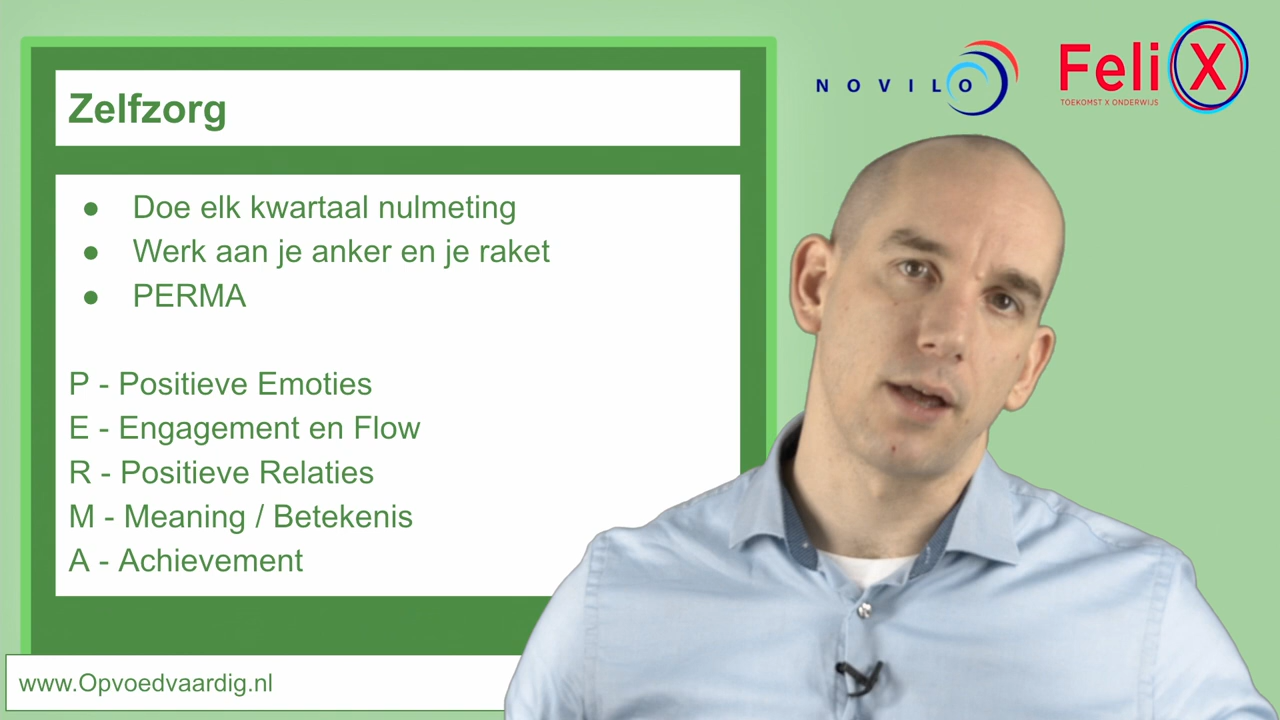 Zelfzorg
● Doe elk kwartaal nulmeting
● Werk aan je anker en je raket
● PERMA
P - Positieve Emoties
E - Engagement en Flow
R - Positieve Relaties
M - Meaning / Betekenis
A - Achievement
www.Opvoedvaardig.nl
NOVILO
FeliX
TOEKOMST X ONDERWIJS